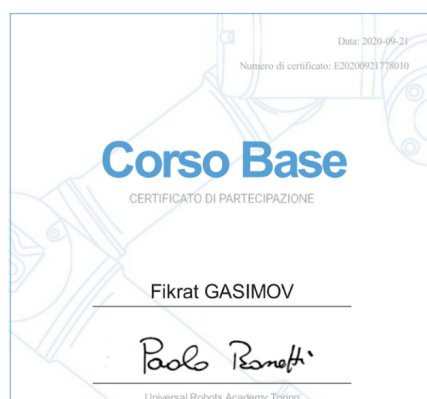 Data: 2020-09-21
Numero di certificato: E20200921778010
Corso Base
CERTIFICATO DI PARTECIPAZIONE
Fikrat GASIMOV
Paolo
Universal Robots Academy Torino